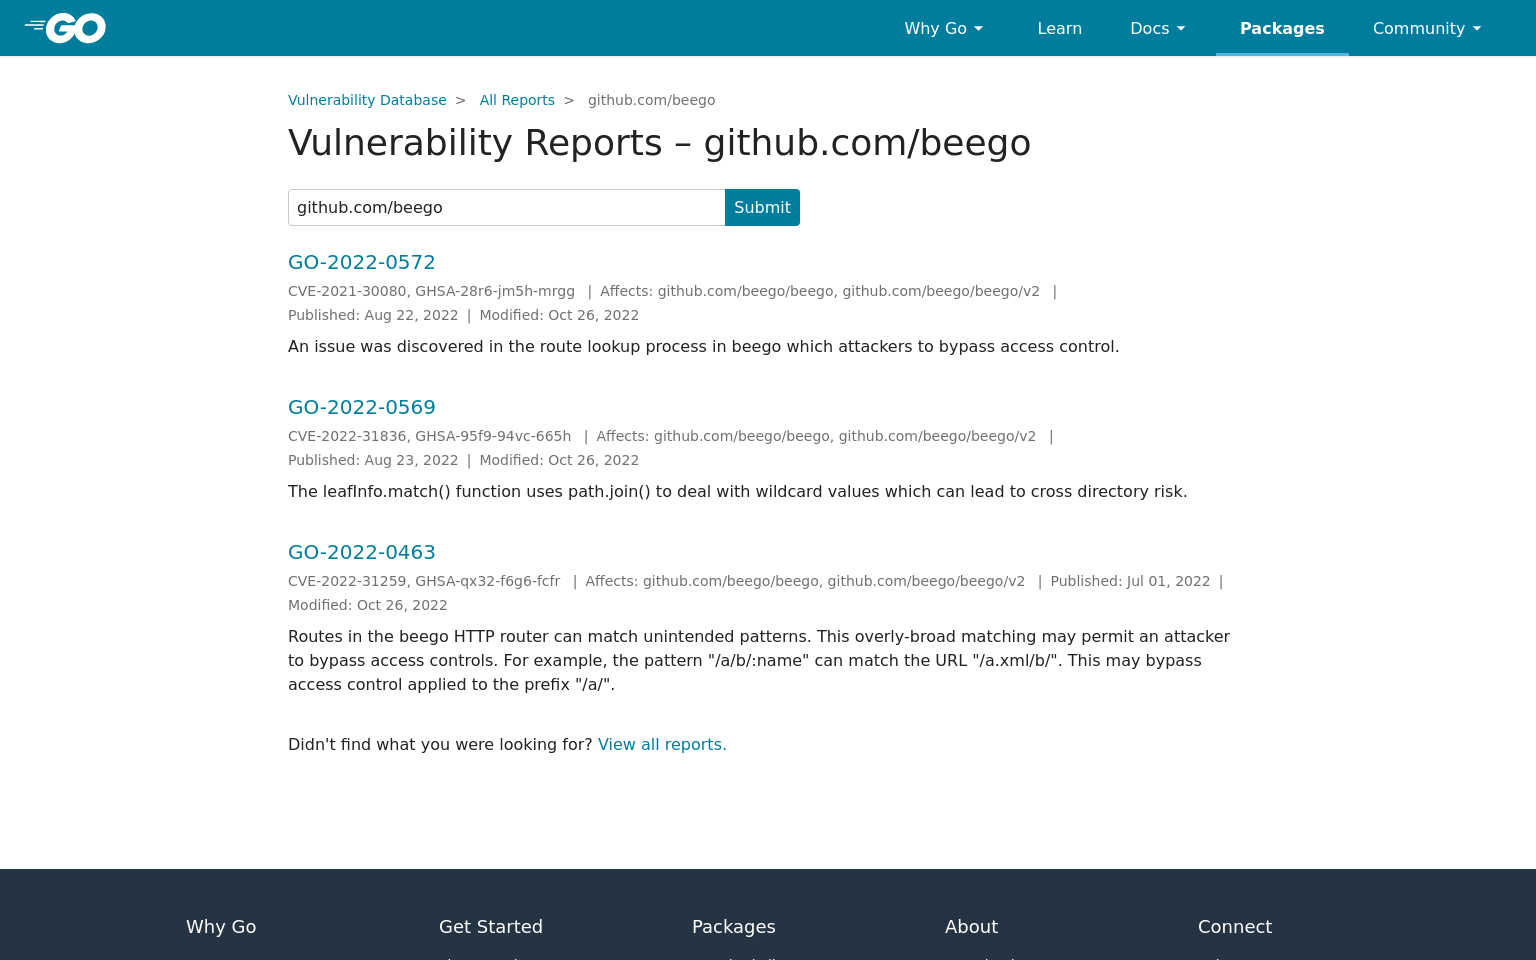 GO
Why Go
Learn
Docs
Packages
Community
Vulnerability Database > All Reports > github.com/beego
Vulnerability Reports – github.com/beego
github.com/beego
Submit
GO-2022-0572
CVE-2021-30080, GHSA-28r6-jm5h-mrgg | Affects: github.com/beego/beego, github.com/beego/beego/v2 |
Published: Aug 22, 2022 | Modified: Oct 26, 2022
An issue was discovered in the route lookup process in beego which attackers to bypass access control.
GO-2022-0569
CVE-2022-31836, GHSA-95f9-94vc-665h | Affects: github.com/beego/beego, github.com/beego/beego/v2 |
Published: Aug 23, 2022 | Modified: Oct 26, 2022
The leafInfo.match() function uses path.join() to deal with wildcard values which can lead to cross directory risk.
GO-2022-0463
CVE-2022-31259, GHSA-qx32-f6g6-fcfr | Affects: github.com/beego/beego, github.com/beego/beego/v2 | Published: Jul 01, 2022 |
Modified: Oct 26, 2022
Routes in the beego HTTP router can match unintended patterns. This overly-broad matching may permit an attacker
to bypass access controls. For example, the pattern "/a/b/:name" can match the URL "/a.xml/b/". This may bypass
access control applied to the prefix "/a/".
Didn't find what you were looking for? View all reports.
Why Go
Get Started
Packages
About
Connect